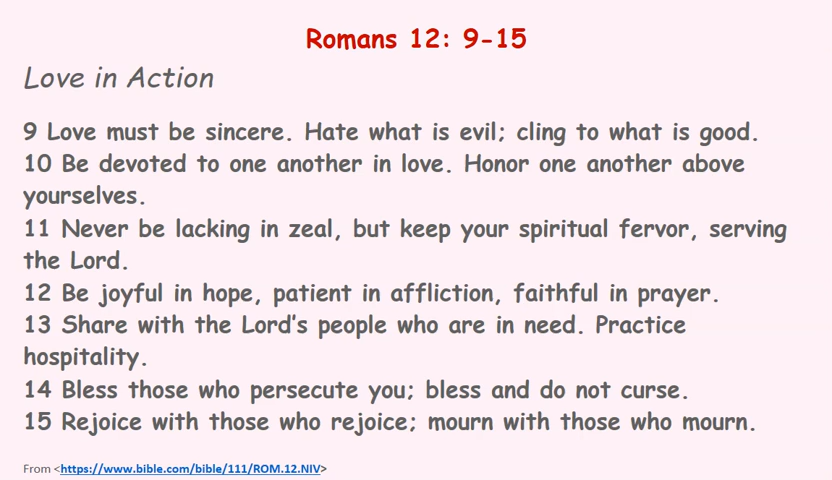 Romans 12: 9-15
Love in Action
9 Love must be sincere. Hate what is evil; cling to what is good.
10 Be devoted to one another in love. Honor one another above
yourselves.
11 Never be lacking in zeal, but keep your spiritual fervor, serving
the Lord.
12 Be joyful in hope, patient in affliction, faithful in prayer.
13 Share with the Lord’s people who are in need. Practice
hospitality.
14 Bless those who persecute you; bless and do not curse.
15 Rejoice with those who rejoice; mourn with those who mourn.
From <https://www.bible.com/bible/111/ROM.12.NIV>